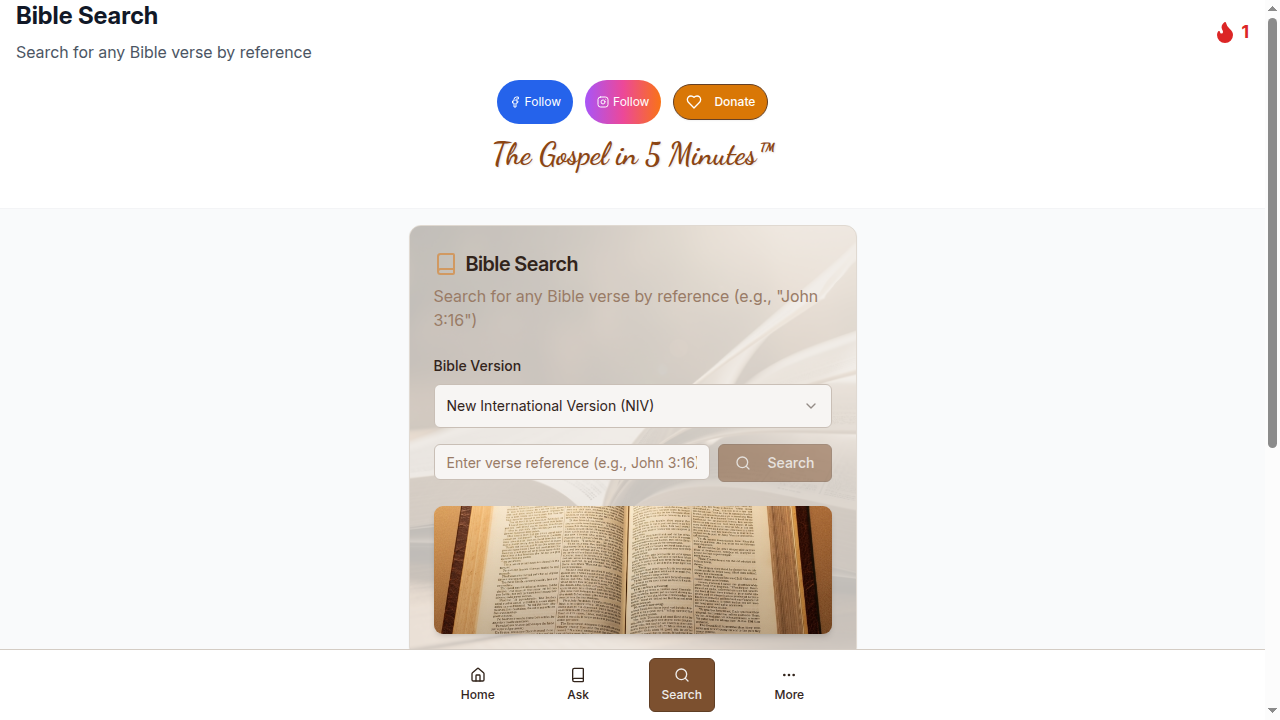 Bible Search
Search for any Bible verse by reference
1
Follow
Follow
Donate
The Gospel in 5 Minutes™
Bible Search
Search for any Bible verse by reference (e.g., "John
3:16")
Bible Version
New International Version (NIV)
Enter verse reference (e.g., John 3:16)
Search
Home
Ask
Search
More